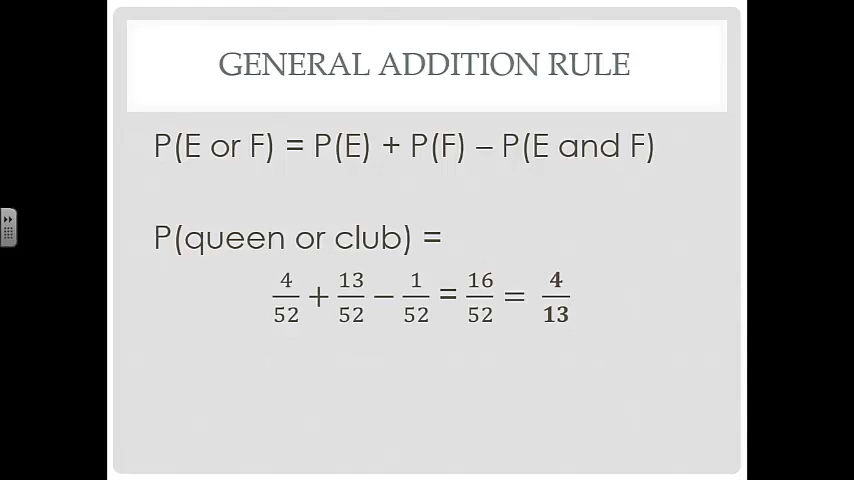 GENERAL ADDITION RULE
P(E or F) = P(E) + P(F) – P(E and F)
P(queen or club) =
4/52 + 13/52 − 1/52 = 16/52 = 4/13